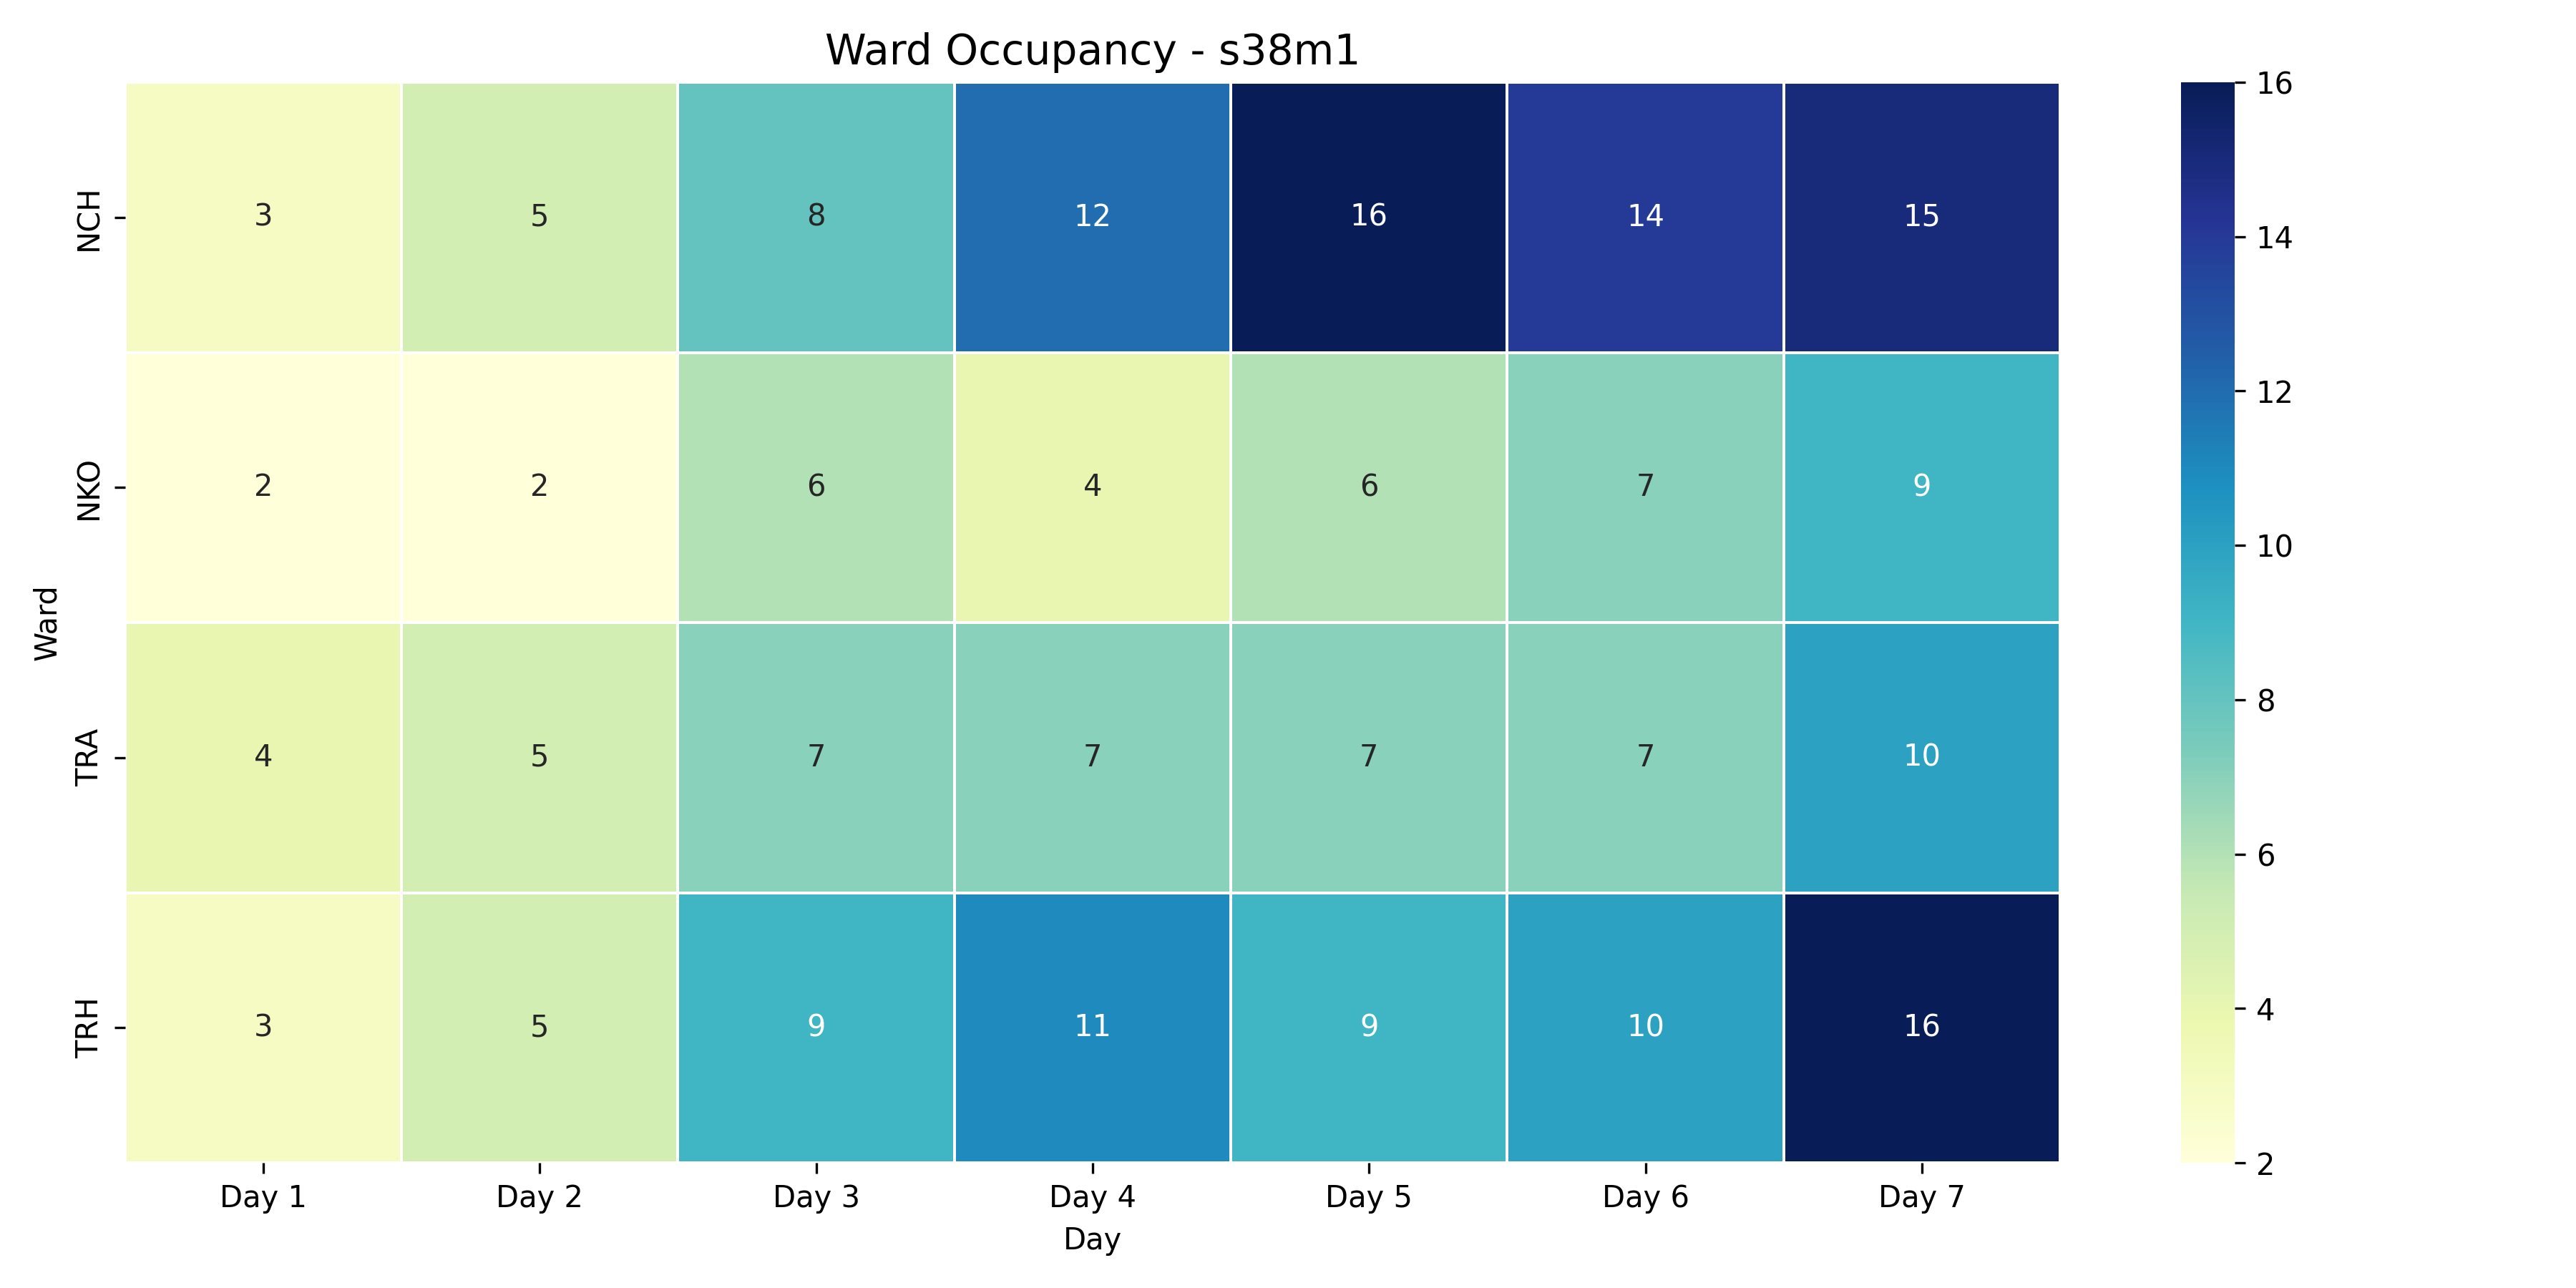 Ward Occupancy - s38m1
Ward
NCH 3 5 8 12 16 14 15
NKO 2 2 6 4 6 7 9
TRA 4 5 7 7 7 7 10
TRH 3 5 9 11 9 10 16
Day 1 Day 2 Day 3 Day 4 Day 5 Day 6 Day 7
Day
16
14
12
10
8
6
4
2